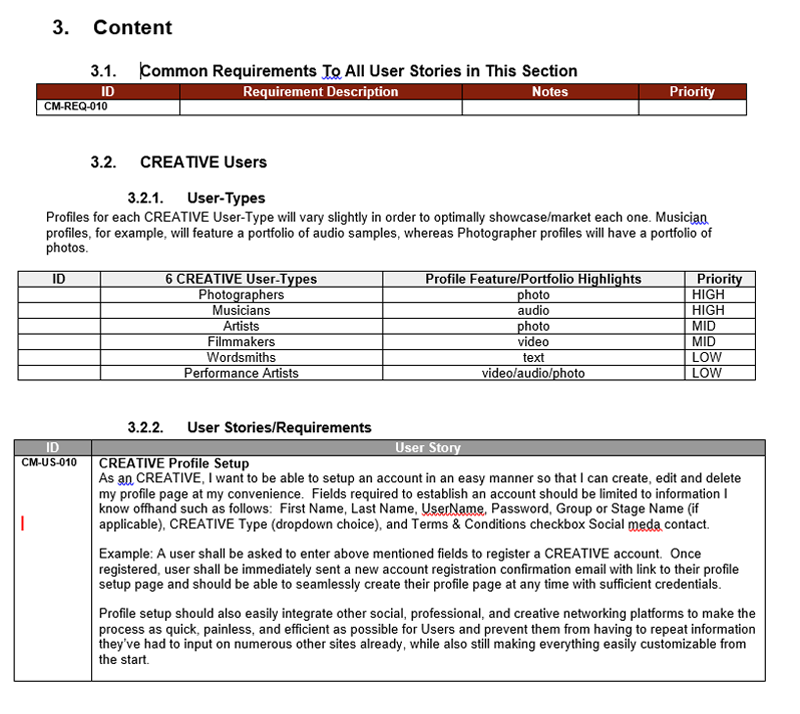 3. Content
3.1. Common Requirements To All User Stories in This Section
ID Requirement Description Notes Priority
CM-REQ-010
3.2. CREATIVE Users
3.2.1. User-Types
Profiles for each CREATIVE User-Type will vary slightly in order to optimally showcase/market each one. Musician
profiles, for example, will feature a portfolio of audio samples, whereas Photographer profiles will have a portfolio of
photos.
ID 6 CREATIVE User-Types Profile Feature/Portfolio Highlights Priority
Photographers photo HIGH
Musicians audio HIGH
Artists photo MID
Filmmakers video MID
Wordsmiths text LOW
Performance Artists video/audio/photo LOW
3.2.2. User Stories/Requirements
ID User Story
CM-US-010 CREATIVE Profile Setup
As an CREATIVE, I want to be able to setup an account in an easy manner so that I can create, edit and delete
my profile page at my convenience. Fields required to establish an account should be limited to information I
know offhand such as follows: First Name, Last Name, UserName, Password, Group or Stage Name (if
applicable), CREATIVE Type (dropdown choice), and Terms & Conditions checkbox Social meda contact.
Example: A user shall be asked to enter above mentioned fields to register a CREATIVE account. Once
registered, user shall be immediately sent a new account registration confirmation email with link to their profile
setup page and should be able to seamlessly create their profile page at any time with sufficient credentials.
Profile setup should also easily integrate other social, professional, and creative networking platforms to make the
process as quick, painless, and efficient as possible for Users and prevent them from having to repeat information
they've had to input on numerous other sites already, while also still making everything easily customizable from
the start.